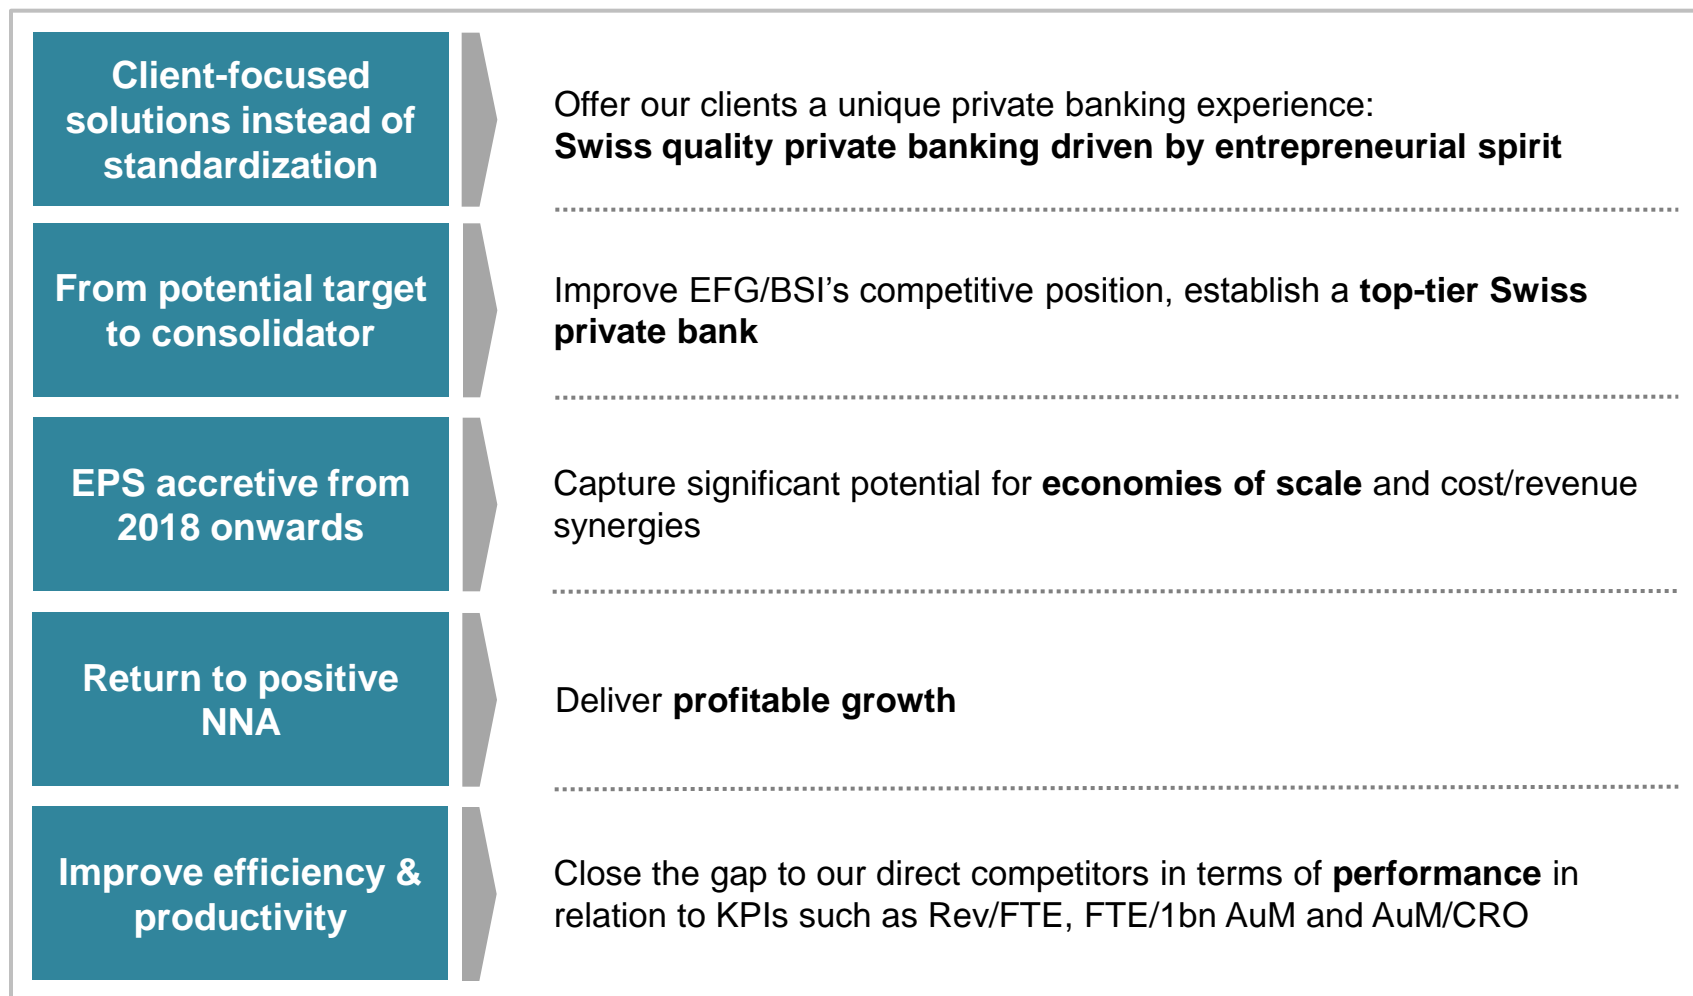 Client-focused
solutions instead of
standardization
Offer our clients a unique private banking experience:
Swiss quality private banking driven by entrepreneurial spirit
From potential target
to consolidator
Improve EFG/BSI’s competitive position, establish a top-tier Swiss
private bank
EPS accretive from
2018 onwards
Capture significant potential for economies of scale and cost/revenue
synergies
Return to positive
NNA
Deliver profitable growth
Improve efficiency &
productivity
Close the gap to our direct competitors in terms of performance in
relation to KPIs such as Rev/FTE, FTE/1bn AuM and AuM/CRO